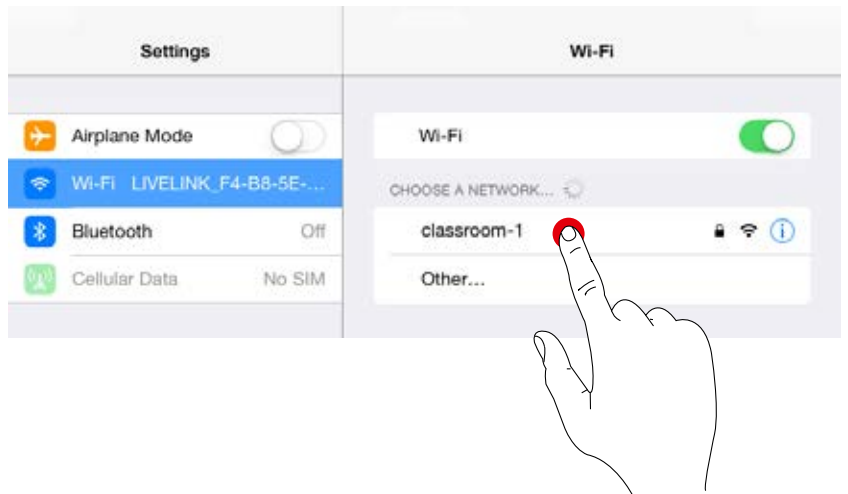 Settings
Wi-Fi
Airplane Mode
Wi-Fi LIVELINK_F4-B8-5E-...
Bluetooth Off
Cellular Data No SIM
Wi-Fi
CHOOSE A NETWORK...
classroom-1
Other...